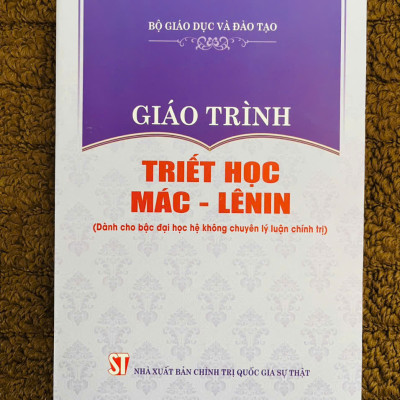 BỘ GIÁO DỤC VÀ ĐÀO TẠO
GIÁO TRÌNH
TRIẾT HỌC
MÁC - LÊNIN
(Dành cho bậc đại học hệ không chuyên lý luận chính trị)
ST
NHÀ XUẤT BẢN CHÍNH TRỊ QUỐC GIA SỰ THẬT